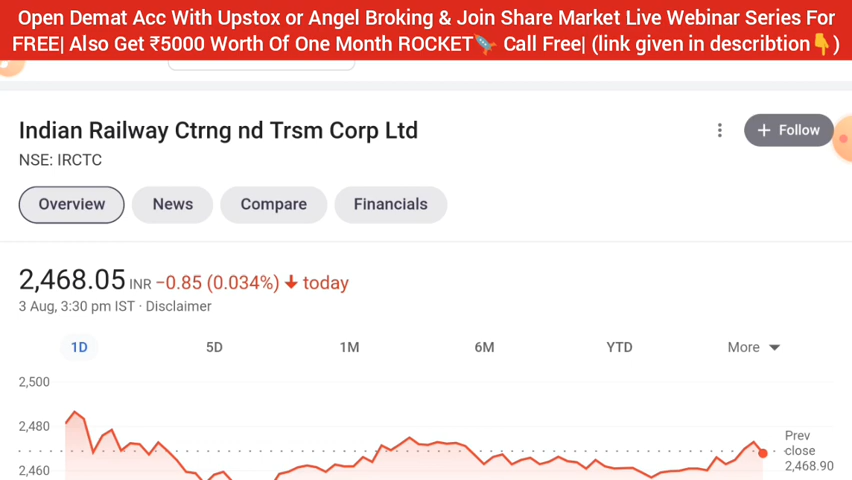 Open Demat Acc With Upstox or Angel Broking & Join Share Market Live Webinar Series For
FREE| Also Get ₹5000 Worth Of One Month ROCKET🚀 Call Free| (link given in describtion👇)
Indian Railway Ctrng nd Trsm Corp Ltd
+ Follow
NSE: IRCTC
Overview
News
Compare
Financials
2,468.05 INR −0.85 (0.034%) ↓ today
3 Aug, 3:30 pm IST · Disclaimer
1D
5D
1M
6M
YTD
More
2,500
2,480
2,460
Prev
close
2,468.90